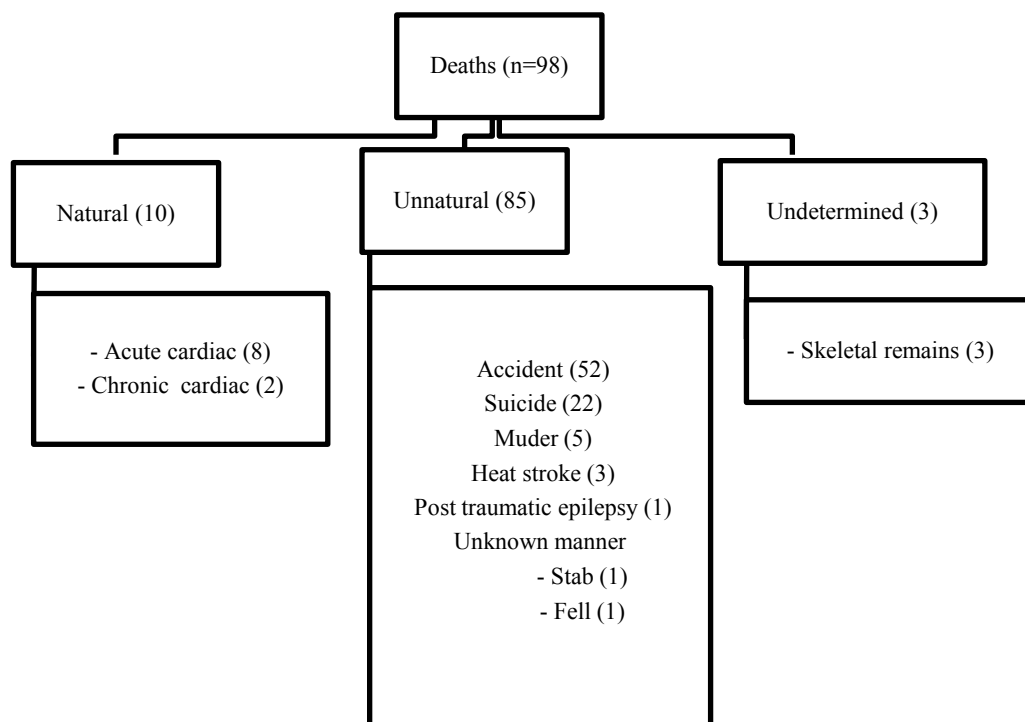 Deaths (n=98)
Natural (10)
Unnatural (85)
Undetermined (3)
- Acute cardiac (8)
- Chronic cardiac (2)
Accident (52)
Suicide (22)
Muder (5)
Heat stroke (3)
Post traumatic epilepsy (1)
Unknown manner
- Stab (1)
- Fell (1)
- Skeletal remains (3)